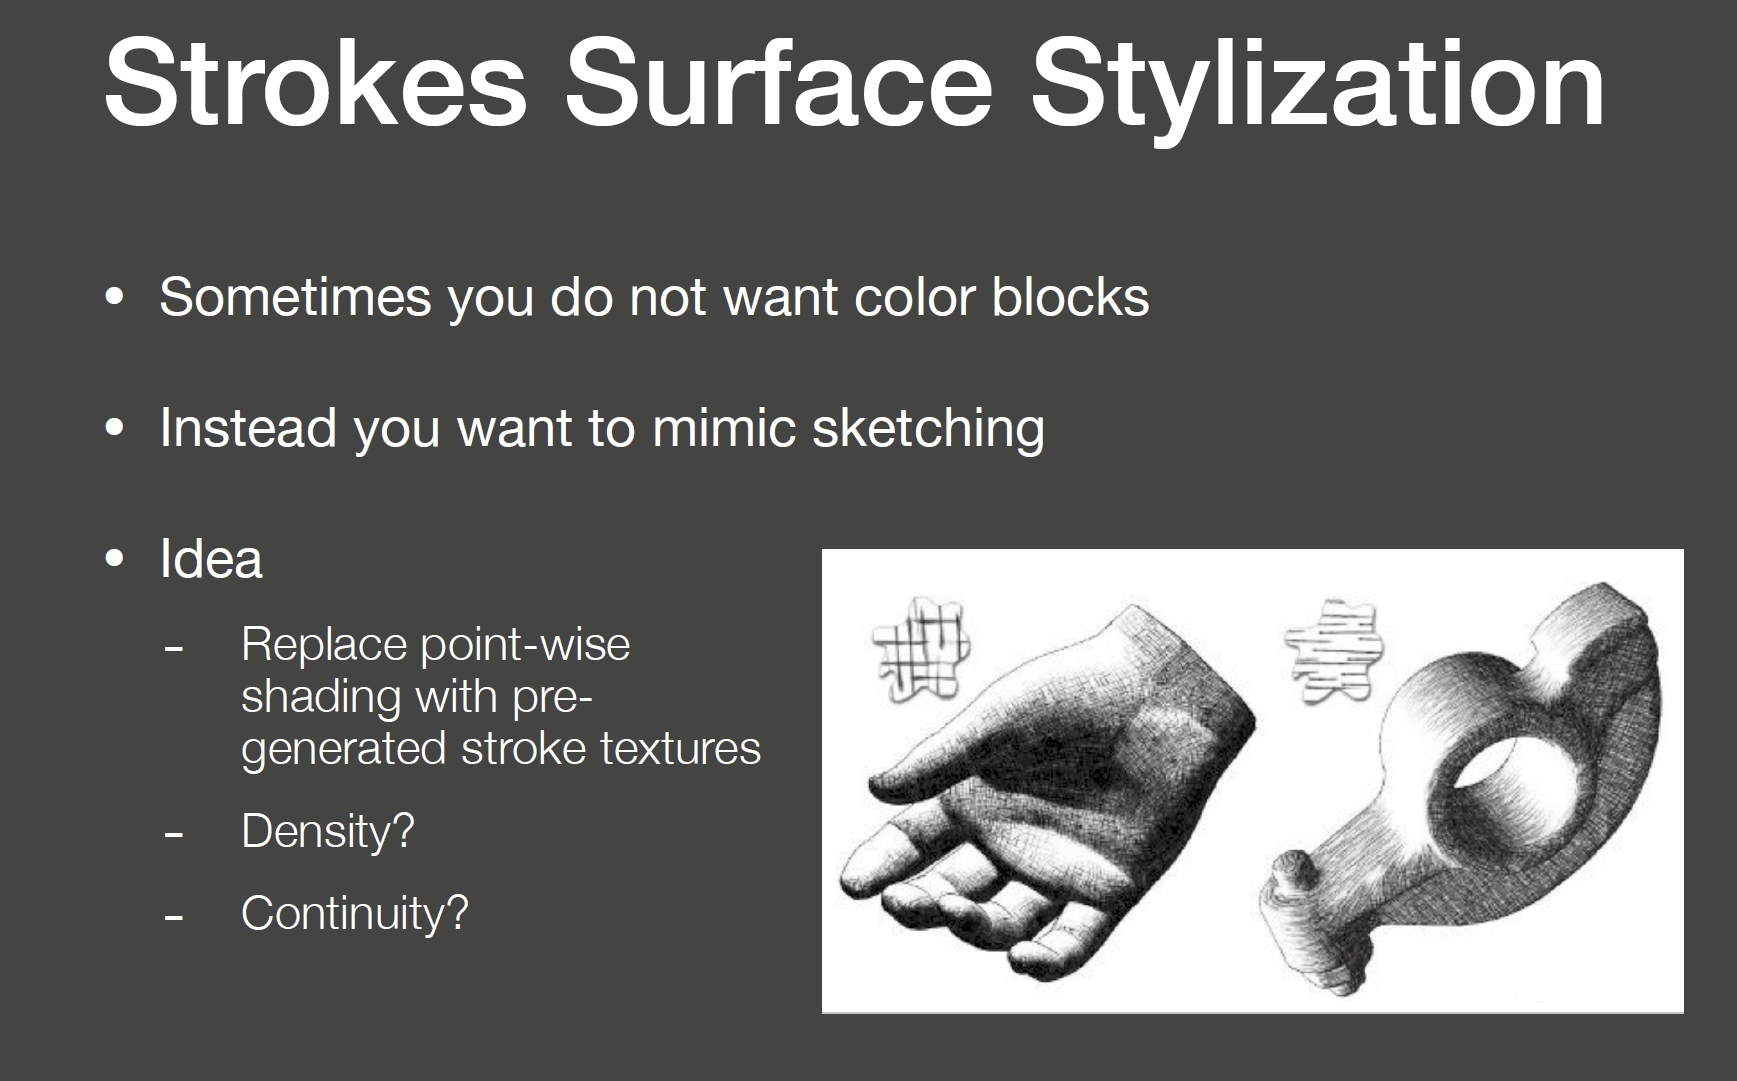 Strokes Surface Stylization
• Sometimes you do not want color blocks
• Instead you want to mimic sketching
• Idea
- Replace point-wise
shading with pre-
generated stroke textures
- Density?
- Continuity?